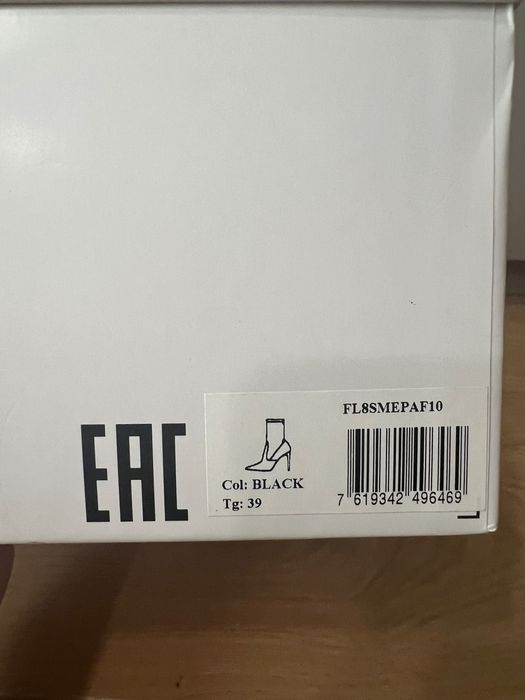 FL8SMEPAF10
EAC
Col: BLACK
Tg: 39
7 619342 496469